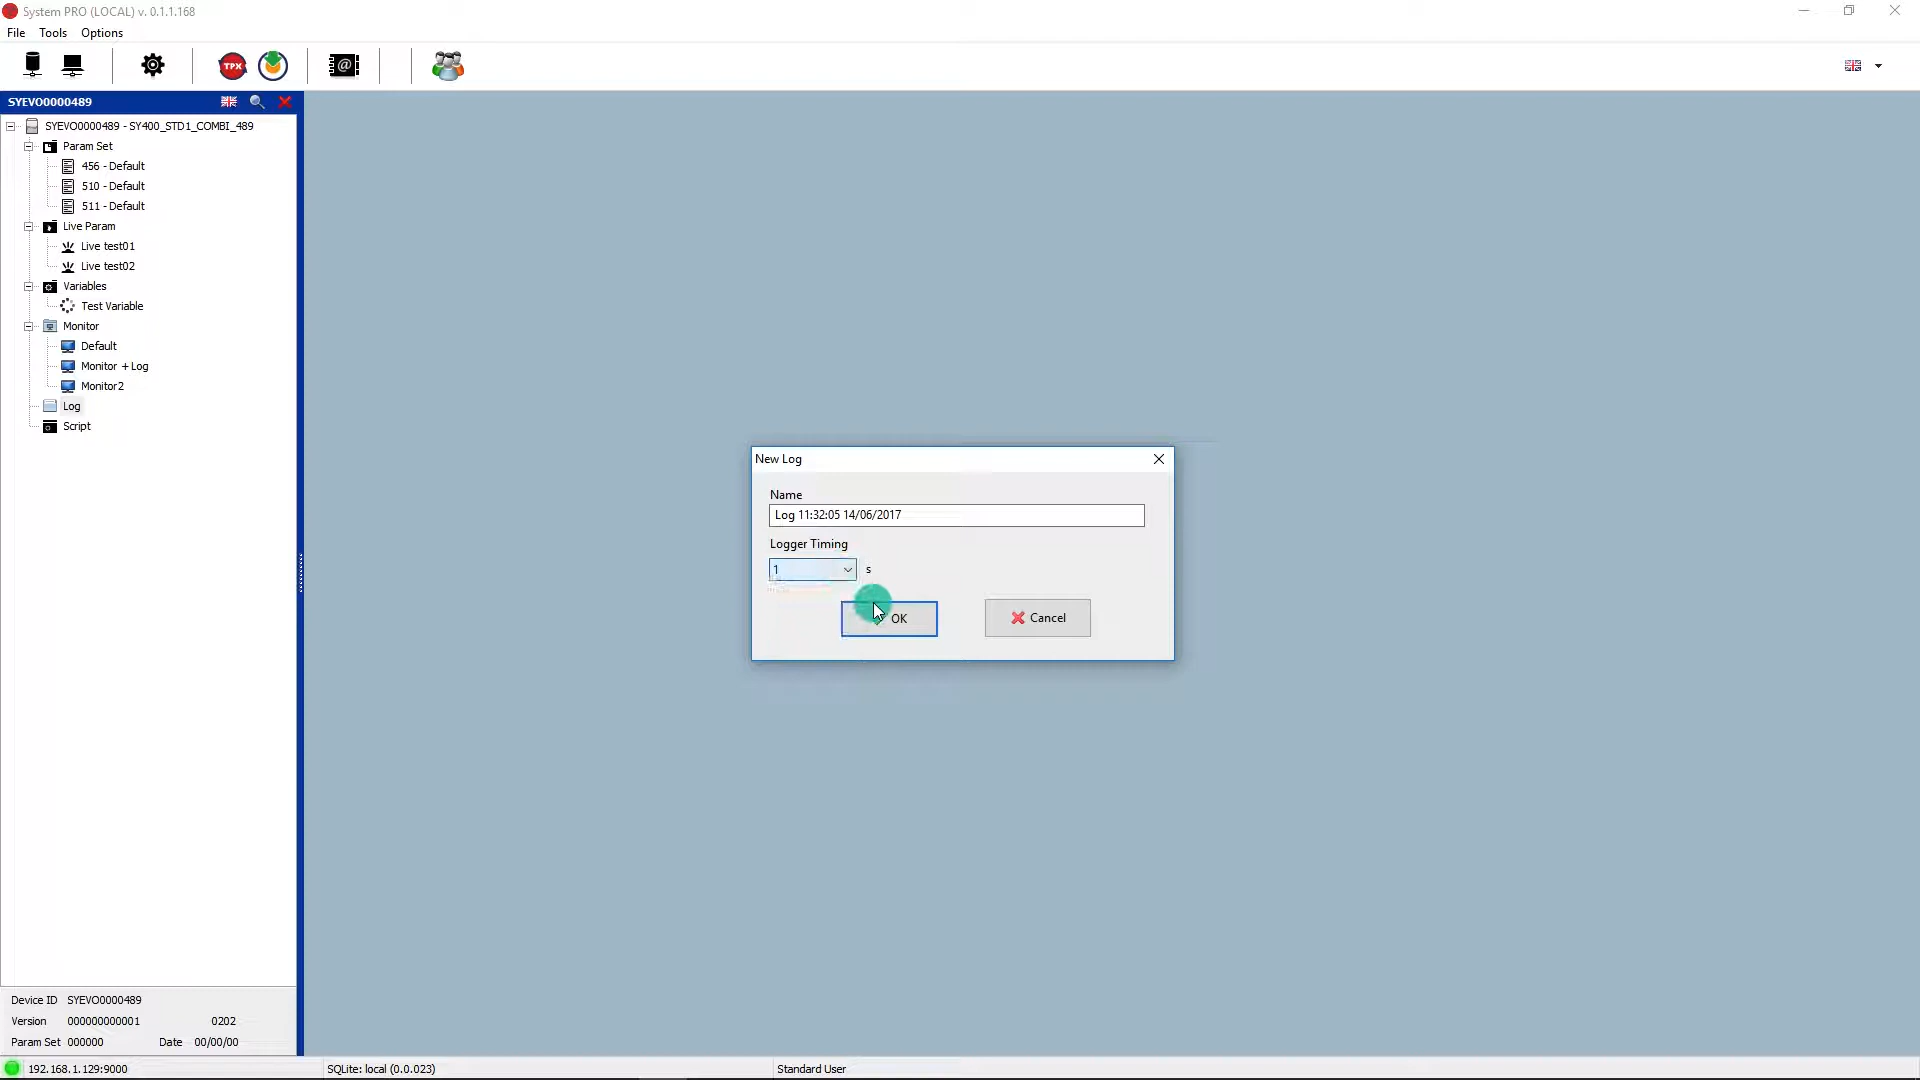 System PRO (LOCAL) v. 0.1.1.168
File Tools Options
TPX @
SYEVO0000489
SYEVO0000489 - SY400_STD1_COMBI_489
Param Set
456 - Default
510 - Default
511 - Default
Live Param
Live test01
Live test02
Variables
Test Variable
Monitor
Default
Monitor + Log
Monitor2
Log
Script
New Log
Name
Log 11:32:05 14/06/2017
Logger Timing
1 s
OK Cancel
Device ID SYEVO0000489
Version 000000000001 0202
Param Set 000000 Date 00/00/00
192.168.1.129:9000 SQLite: local (0.0.023) Standard User